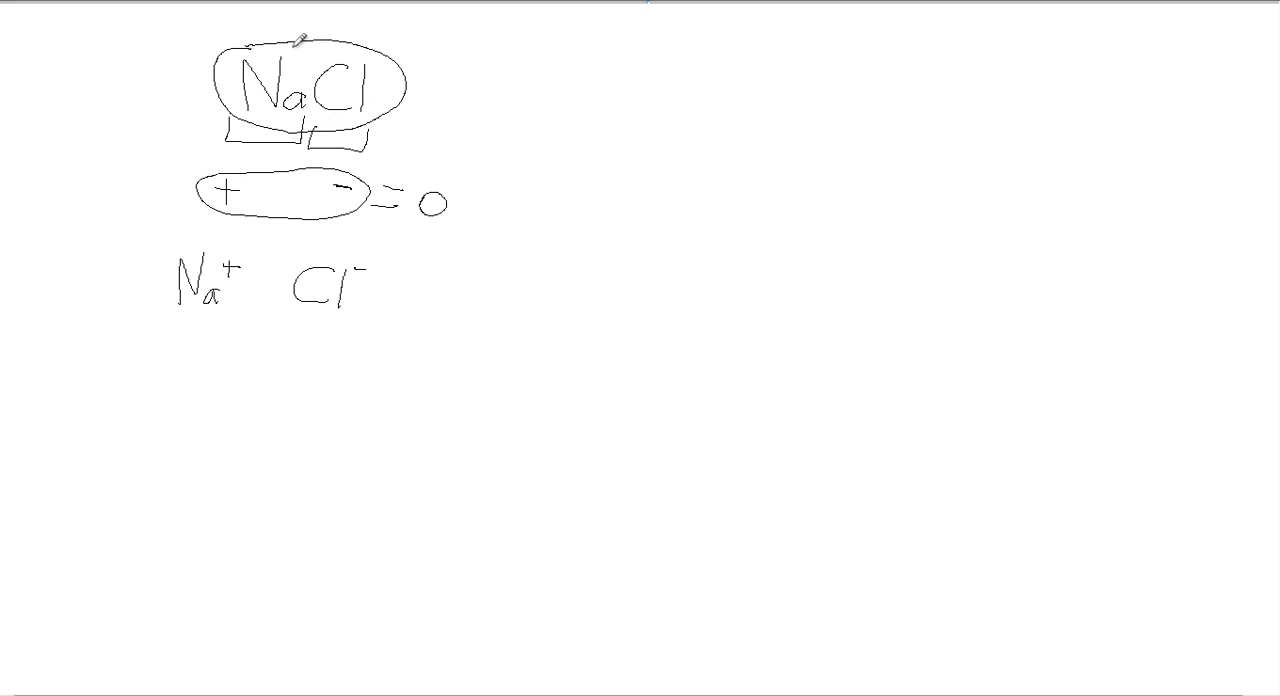 NaCl
+ - = 0
Na⁺ Cl⁻